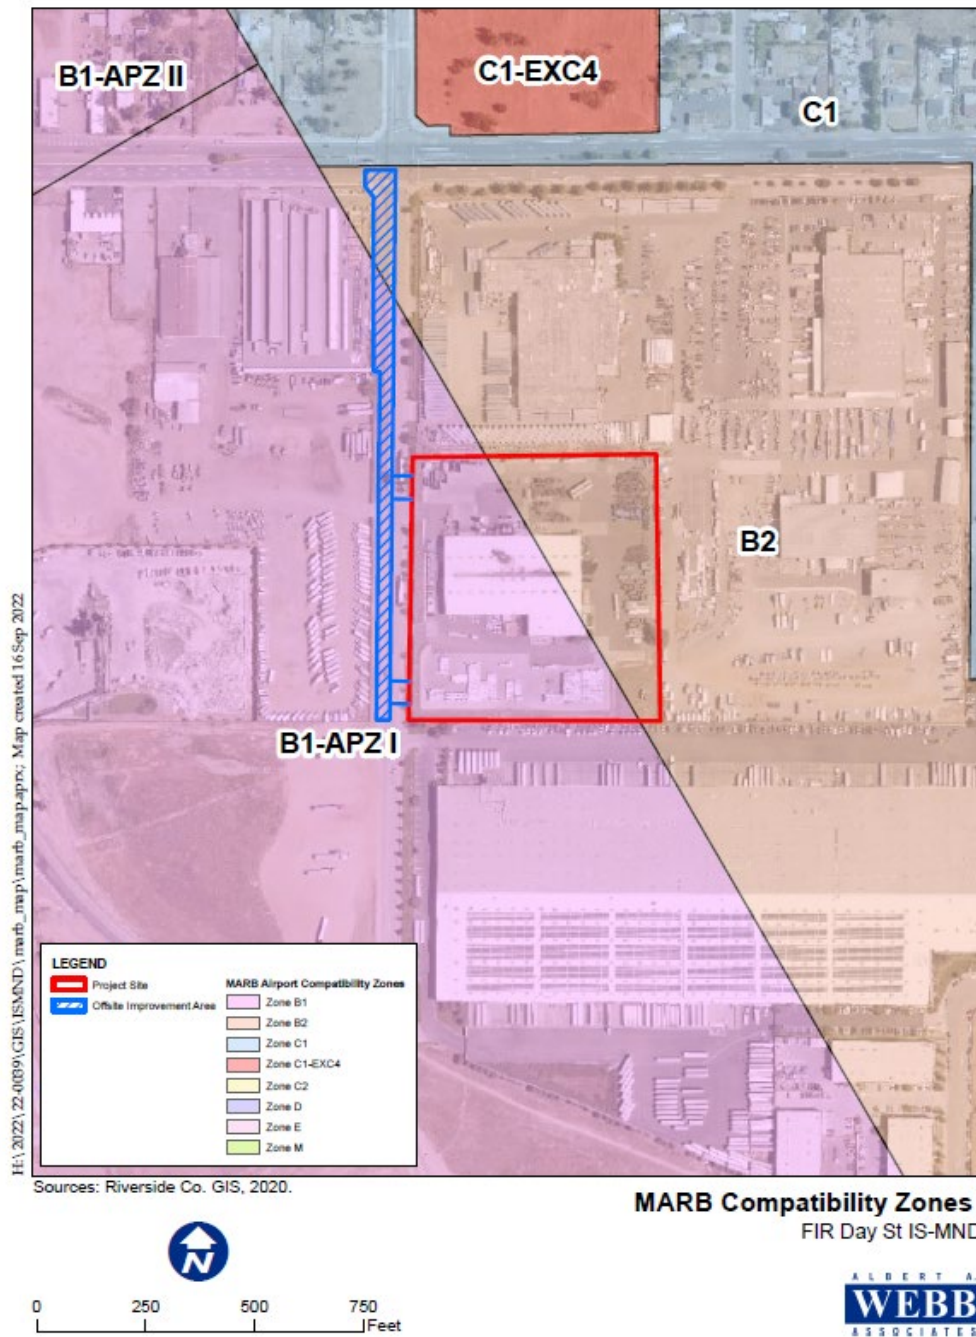 B1-APZ II
C1-EXC4
C1
B2
B1-APZ I
H:\2022\22-0039\GIS\ISMND\marb_map\marb_map.aprx; Map created 16 Sep 2022
LEGEND
Project Site
Offsite Improvement Area
MARB Airport Compatibility Zones
Zone B1
Zone B2
Zone C1
Zone C1-EXC4
Zone C2
Zone D
Zone E
Zone M
Sources: Riverside Co. GIS, 2020.
MARB Compatibility Zones
FIR Day St IS-MND
N
0 250 500 750
Feet
ALBERT A.
WEBB
ASSOCIATES